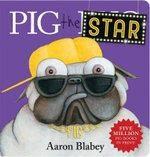 PIG the STAR
Aaron Blabey
FIVE
MILLION
PIG BOOKS
IN PRINT